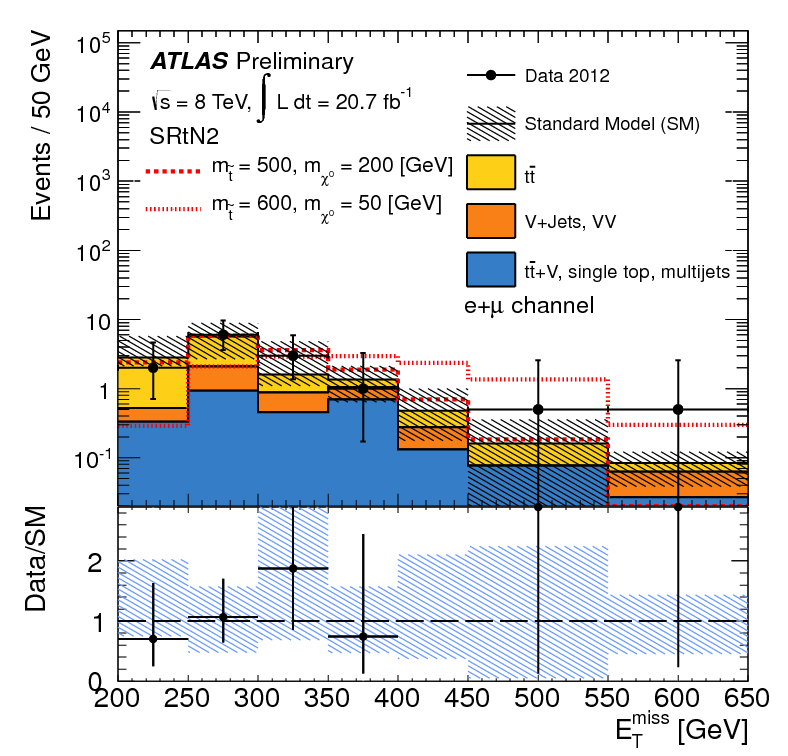 ATLAS Preliminary
√s = 8 TeV, ∫ L dt = 20.7 fb⁻¹
SRtN2
m_t̃ = 500, m_χ⁰ = 200 [GeV]
m_t̃ = 600, m_χ⁰ = 50 [GeV]
Data 2012
Standard Model (SM)
tt̄
V+Jets, VV
tt̄+V, single top, multijets
e+μ channel
Events / 50 GeV
10⁵
10⁴
10³
10²
10
1
10⁻¹
Data/SM
2
1
0
200 250 300 350 400 450 500 550 600 650
E_T^miss [GeV]